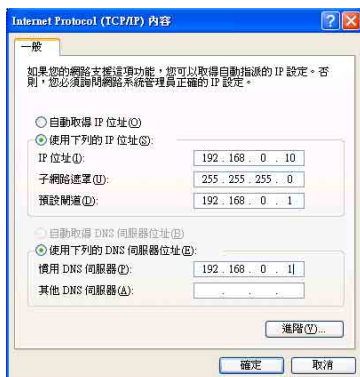 Internet Protocol (TCP/IP) 內容
一般
如果您的網路支援這項功能，您可以取得自動指派的 IP 設定。否
則，您必須詢問網路系統管理員正確的 IP 設定。
自動取得 IP 位址(O)
使用下列的 IP 位址(S):
IP 位址(I): 192 . 168 . 0 . 10
子網路遮罩(U): 255 . 255 . 255 . 0
預設閘道(D): 192 . 168 . 0 . 1
自動取得 DNS 伺服器位址(B)
使用下列的 DNS 伺服器位址(E):
慣用 DNS 伺服器(P): 192 . 168 . 0 . 1
其他 DNS 伺服器(A): . . .
進階(V)...
確定 取消